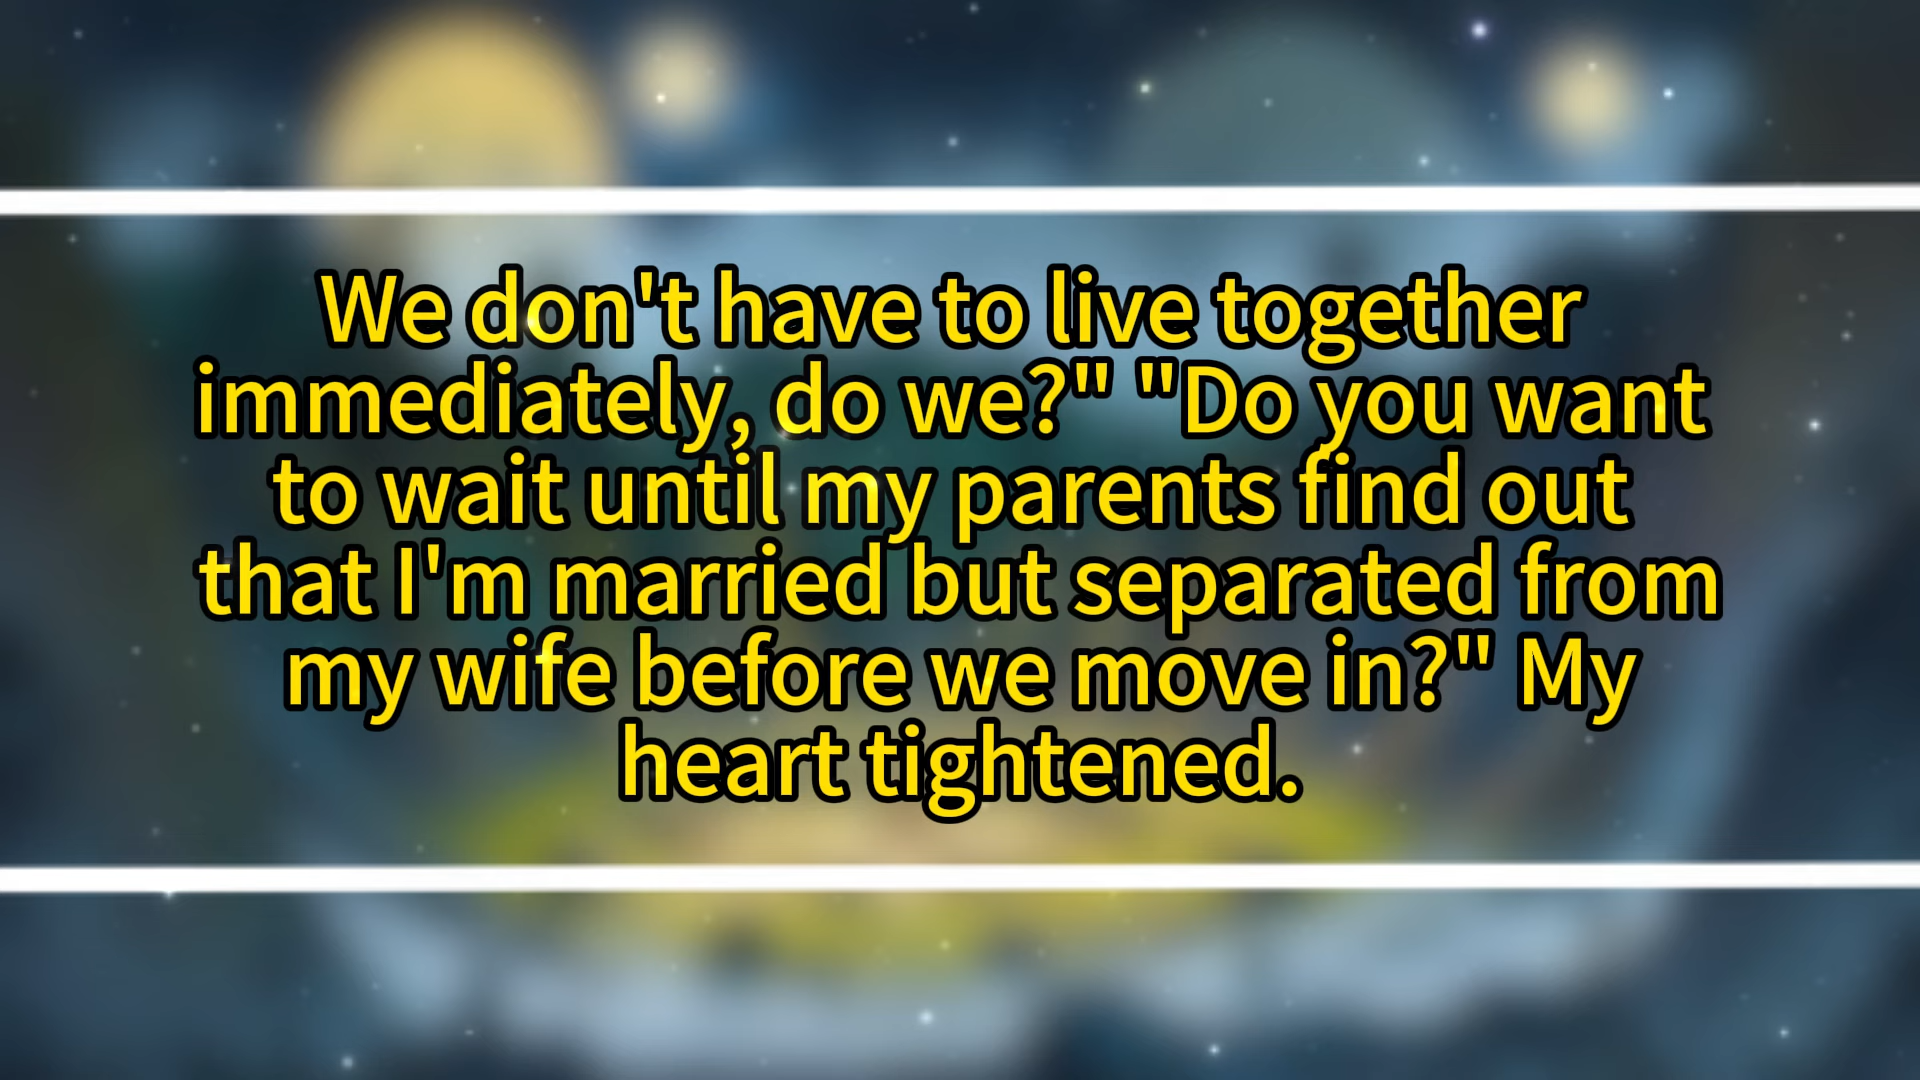 We don't have to live together
immediately, do we?" "Do you want
to wait until my parents find out
that I'm married but separated from
my wife before we move in?" My
heart tightened.